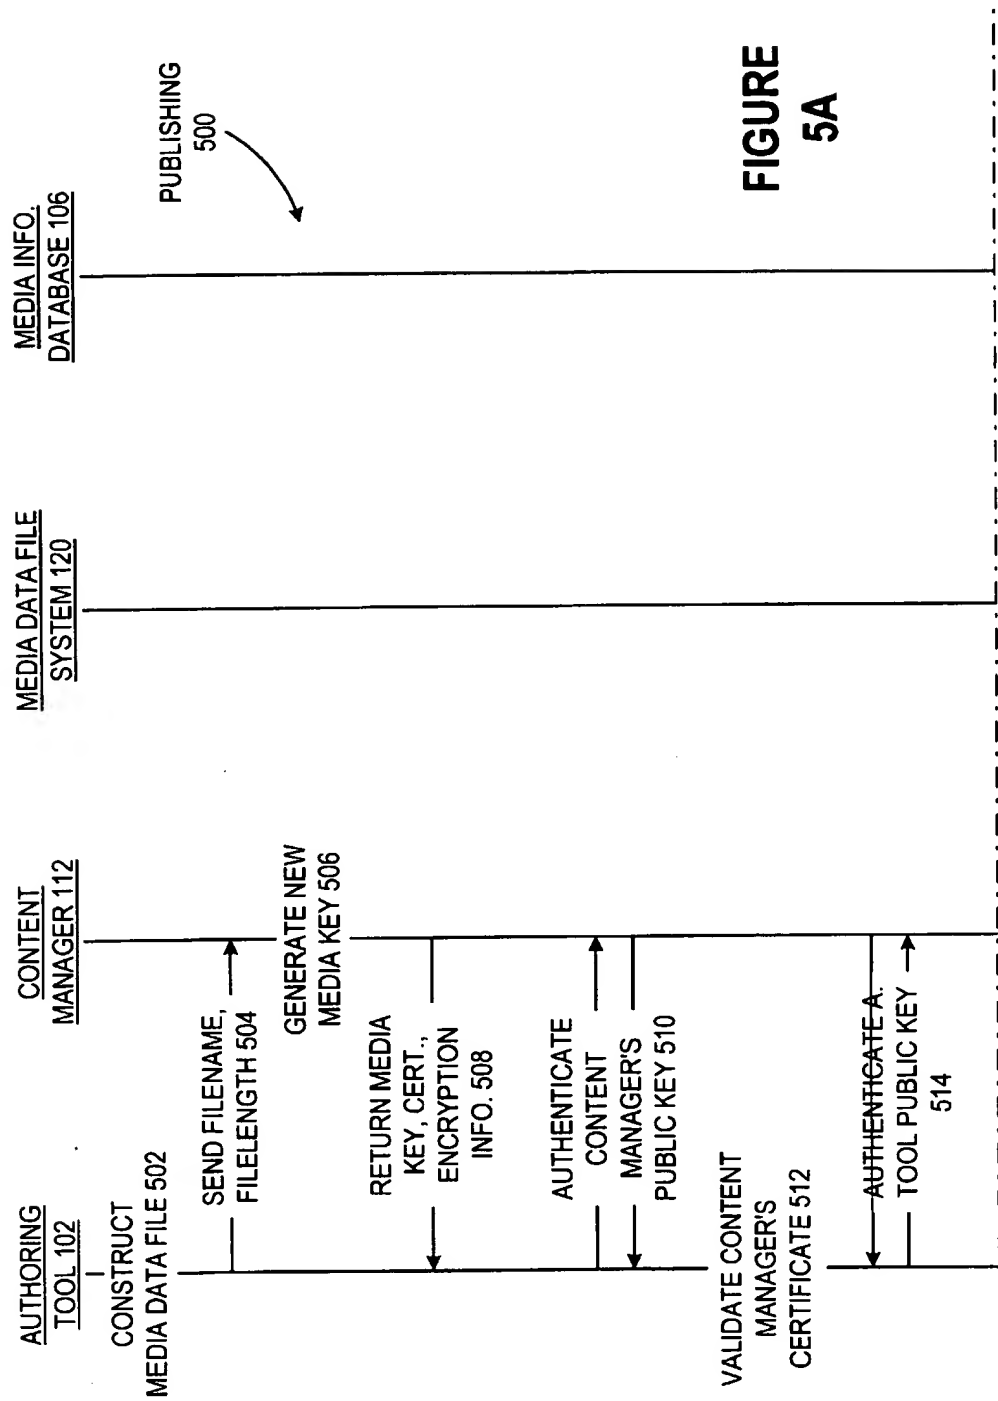 AUTHORING
TOOL 102
CONTENT
MANAGER 112
MEDIA DATA FILE
SYSTEM 120
MEDIA INFO.
DATABASE 106
PUBLISHING
500
CONSTRUCT
MEDIA DATA FILE 502
SEND FILENAME,
FILELENGTH 504
GENERATE NEW
MEDIA KEY 506
RETURN MEDIA
KEY, CERT.,
ENCRYPTION
INFO. 508
AUTHENTICATE
CONTENT
MANAGER'S
PUBLIC KEY 510
VALIDATE CONTENT
MANAGER'S
CERTIFICATE 512
AUTHENTICATE A.
TOOL PUBLIC KEY
514
FIGURE
5A